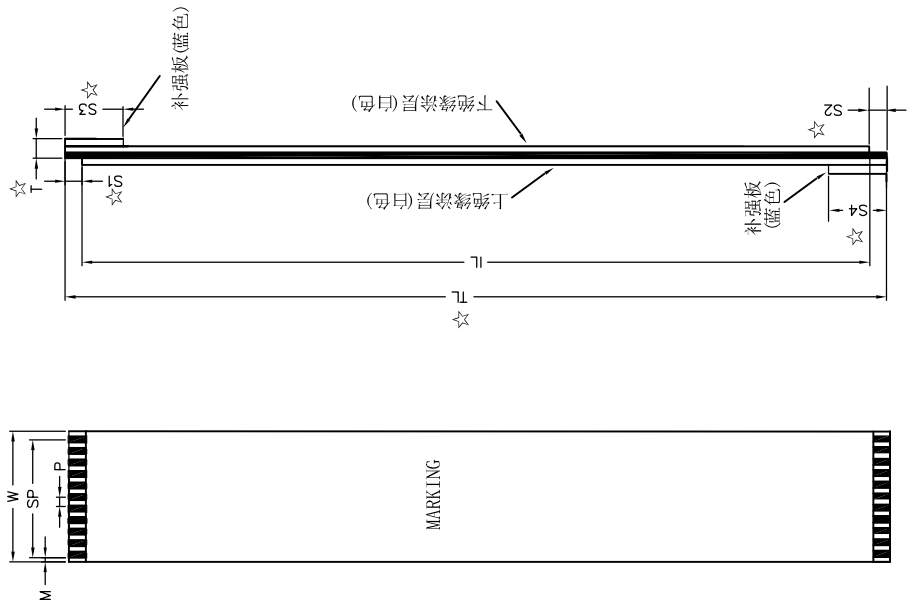 补强板(蓝色)
☆
S3
下绝缘涂层(白色)
S2
☆
☆
T
S1
☆
上绝缘涂层(白色)
补强板
(蓝色)
S4
☆
IL
TL
☆
W
SP
P
H
M
MARKING